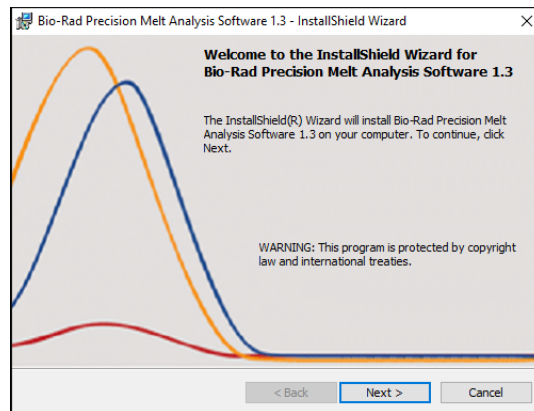 Bio-Rad Precision Melt Analysis Software 1.3 - InstallShield Wizard
Welcome to the InstallShield Wizard for
Bio-Rad Precision Melt Analysis Software 1.3
The InstallShield(R) Wizard will install Bio-Rad Precision Melt
Analysis Software 1.3 on your computer. To continue, click
Next.
WARNING: This program is protected by copyright
law and international treaties.
< Back Next > Cancel